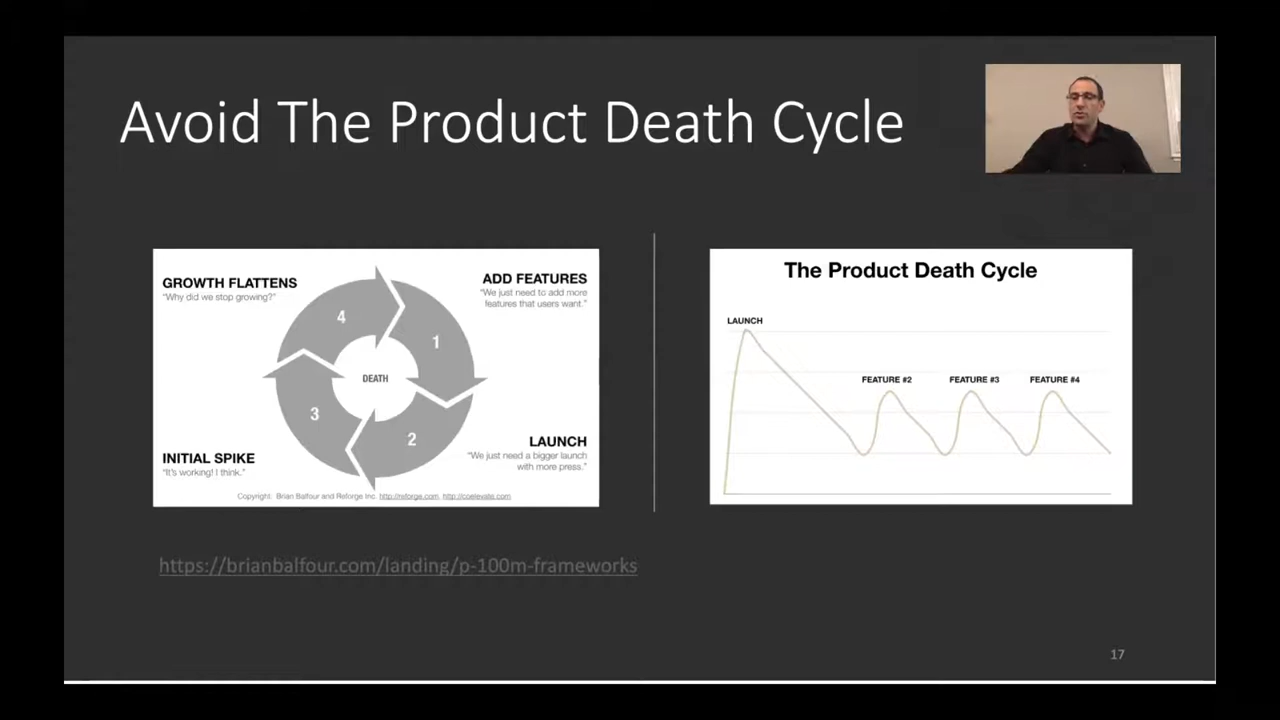 Avoid The Product Death Cycle
GROWTH FLATTENS
"Why did we stop growing?"
ADD FEATURES
"We just need to add more
features that users want."
4
1
DEATH
3
2
INITIAL SPIKE
"It's working! I think."
LAUNCH
"We just need a bigger launch
with more press."
Copyright. Brian Balfour and Reforge Inc. http://reforge.com, http://coelevate.com
The Product Death Cycle
LAUNCH
FEATURE #2
FEATURE #3
FEATURE #4
https://brianbalfour.com/landing/p-100m-frameworks
17